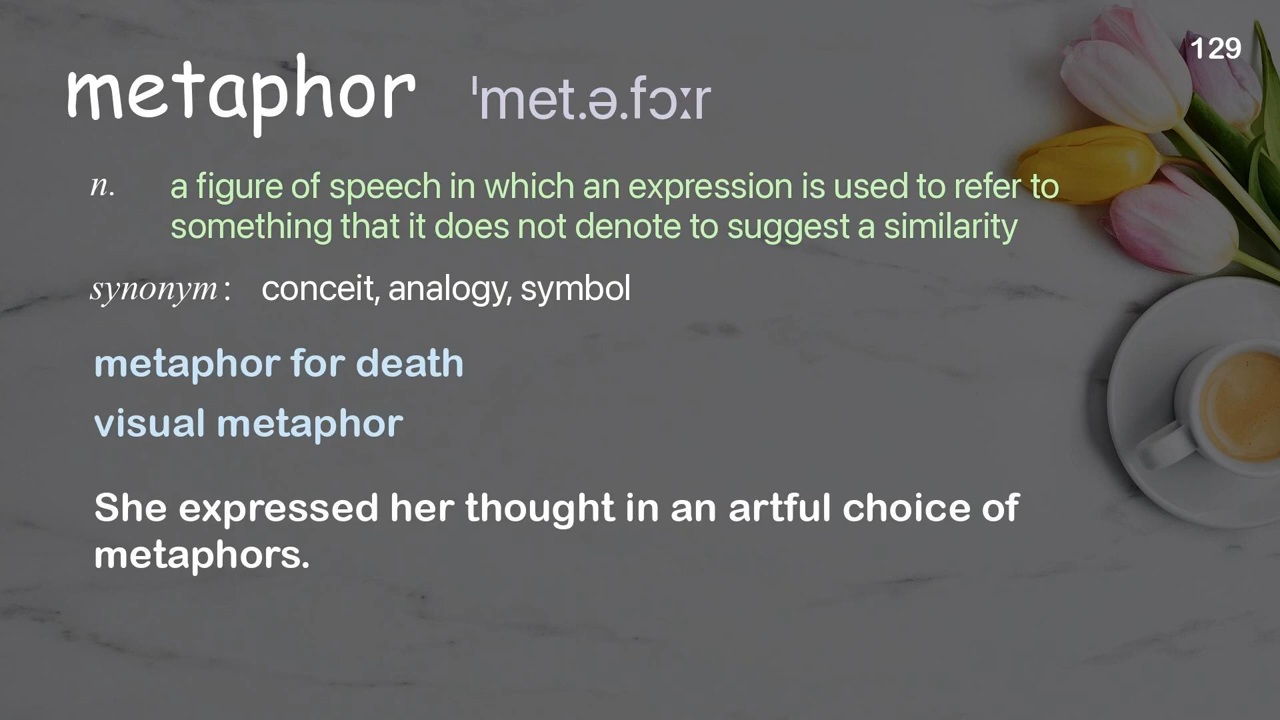 129
metaphor ˈmet.ə.fɔːr
n. a figure of speech in which an expression is used to refer to
something that it does not denote to suggest a similarity
synonym : conceit, analogy, symbol
metaphor for death
visual metaphor
She expressed her thought in an artful choice of
metaphors.